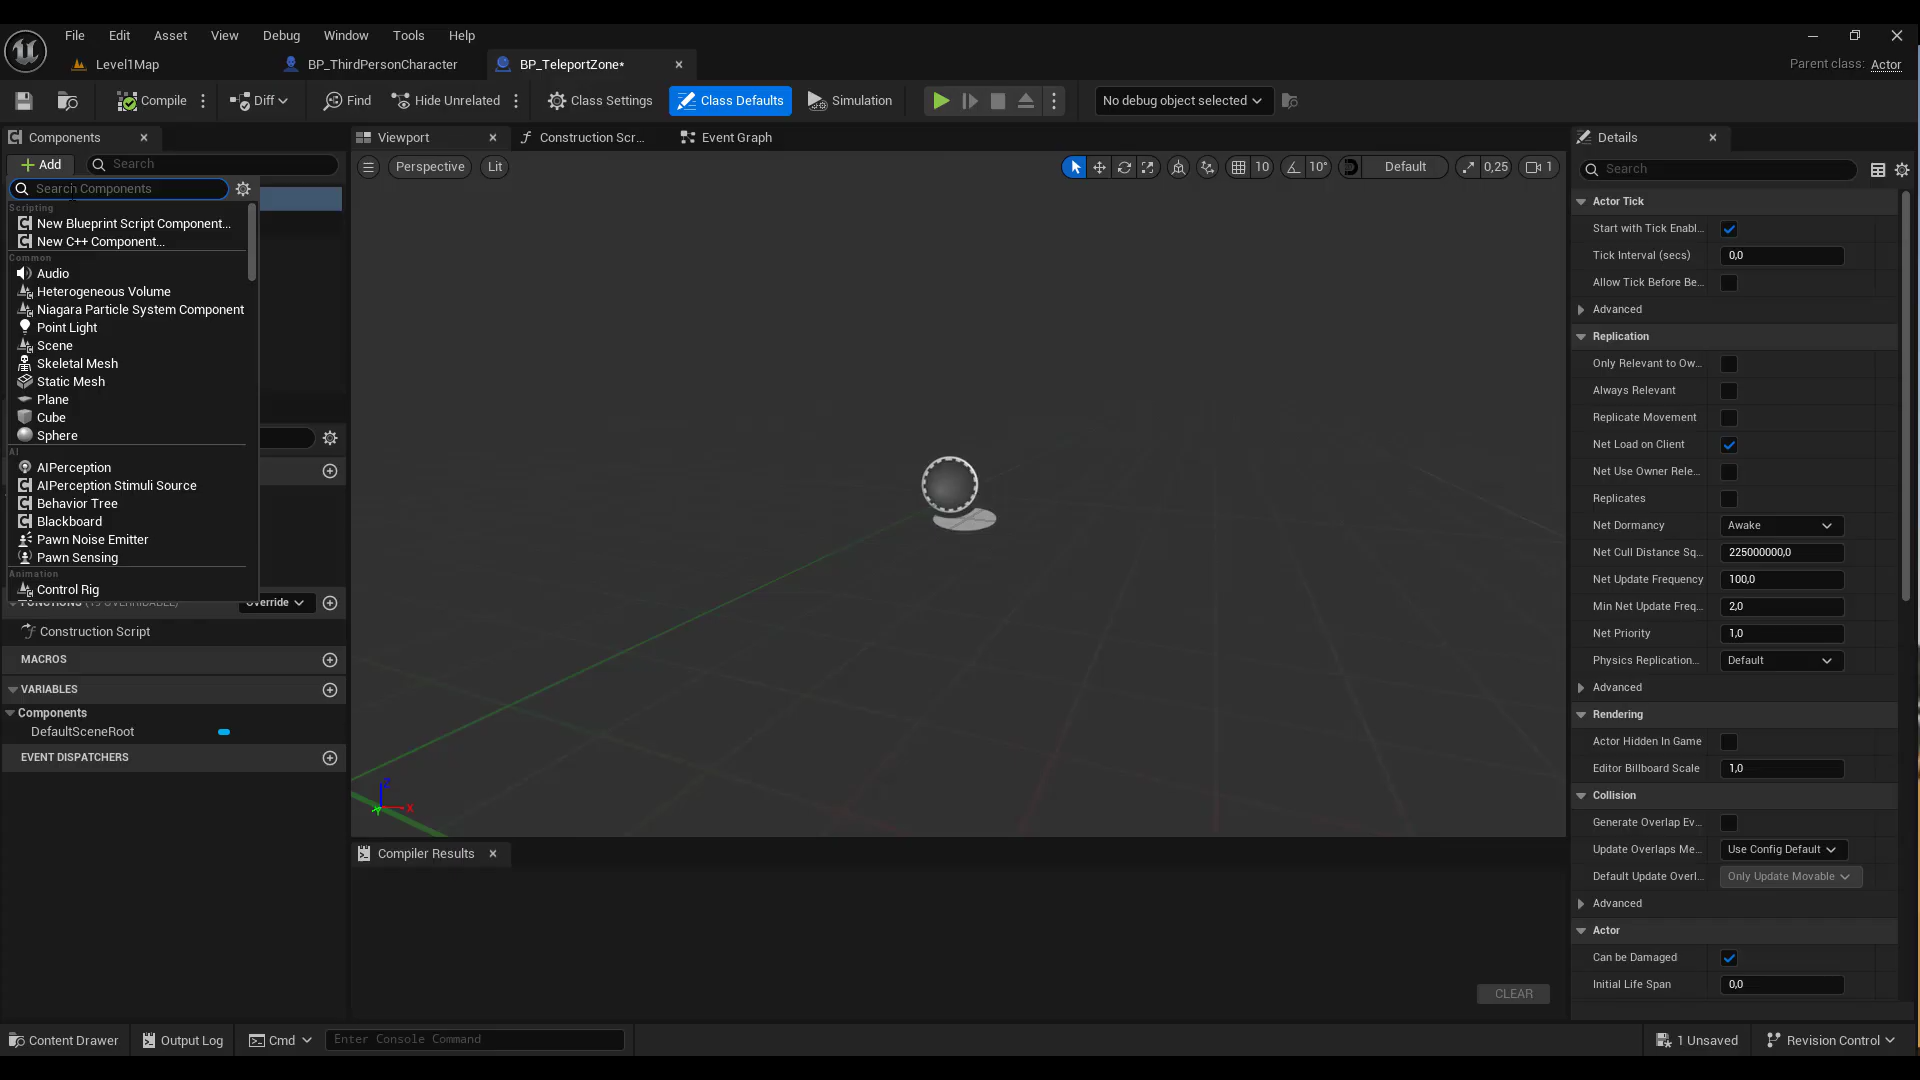 File Edit Asset View Debug Window Tools Help
Level1Map BP_ThirdPersonCharacter BP_TeleportZone* Parent class: Actor
Compile Diff Find Hide Unrelated Class Settings Class Defaults Simulation No debug object selected
Components Viewport Construction Scr... Event Graph Details
Add Search
Search Components
Perspective Lit 10 10° Default 0,25 1
Search
Scripting
New Blueprint Script Component...
New C++ Component...
Common
Audio
Heterogeneous Volume
Niagara Particle System Component
Point Light
Scene
Skeletal Mesh
Static Mesh
Plane
Cube
Sphere
AI
AIPerception
AIPerception Stimuli Source
Behavior Tree
Blackboard
Pawn Noise Emitter
Pawn Sensing
Animation
Control Rig
Override
Construction Script
MACROS
VARIABLES
Components
DefaultSceneRoot
EVENT DISPATCHERS
Z
X
Y
Compiler Results
CLEAR
Actor Tick
Start with Tick Enabl...
Tick Interval (secs) 0,0
Allow Tick Before Be...
Advanced
Replication
Only Relevant to Ow...
Always Relevant
Replicate Movement
Net Load on Client
Net Use Owner Rele...
Replicates
Net Dormancy Awake
Net Cull Distance Sq... 225000000,0
Net Update Frequency 100,0
Min Net Update Freq... 2,0
Net Priority 1,0
Physics Replication... Default
Advanced
Rendering
Actor Hidden In Game
Editor Billboard Scale 1,0
Collision
Generate Overlap Ev...
Update Overlaps Me... Use Config Default
Default Update Overl... Only Update Movable
Advanced
Actor
Can be Damaged
Initial Life Span 0,0
Content Drawer Output Log Cmd Enter Console Command 1 Unsaved Revision Control